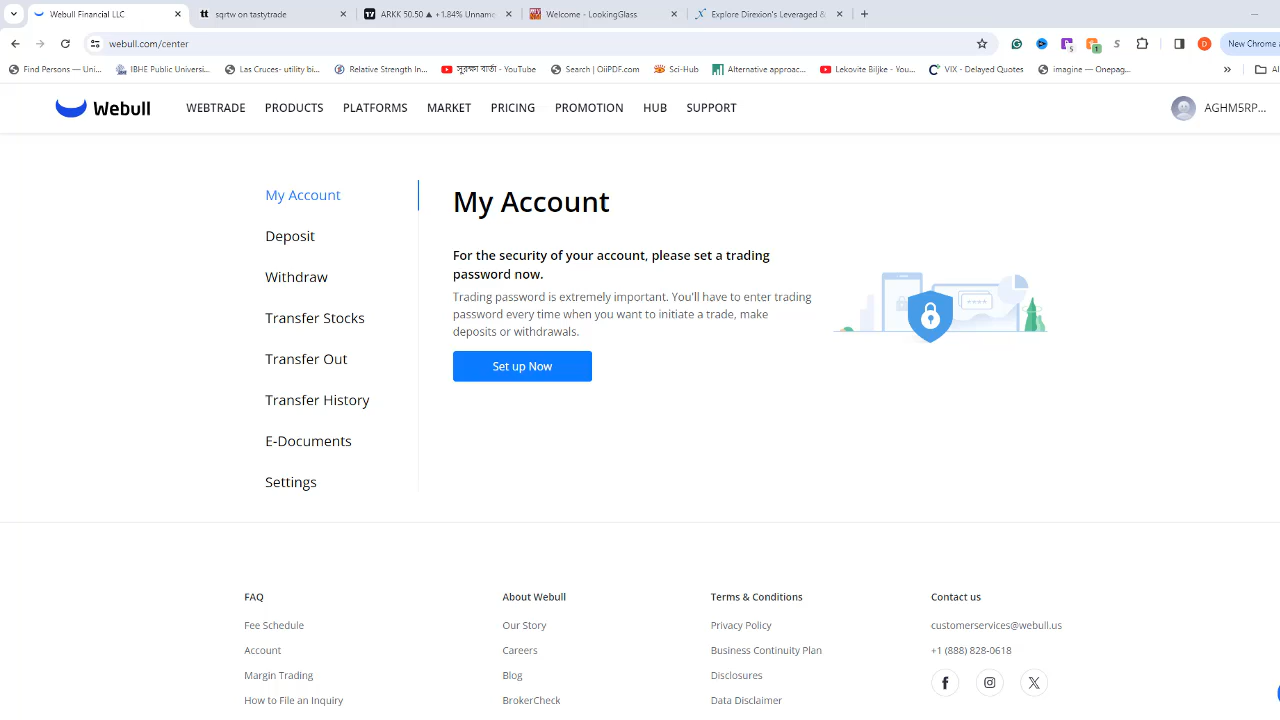 Webull Financial LLC
sqrtw on tastytrade
ARKK 50.50 ▲ +1.84% Unnam
Welcome - LookingGlass
Explore Direxion's Leveraged &
webull.com/center
5
1
S
D
New Chrome a
Find Persons — Uni...
IBHE Public Universi...
Las Cruces- utility bi...
Relative Strength In...
সুরক্ষা বার্তা - YouTube
Search | OiiPDF.com
Sci-Hub
Alternative approac...
Lekovite Biljke - You...
VIX - Delayed Quotes
imagine — Onepag...
»
Al
Webull
WEBTRADE
PRODUCTS
PLATFORMS
MARKET
PRICING
PROMOTION
HUB
SUPPORT
AGHM5RP...
My Account
Deposit
Withdraw
Transfer Stocks
Transfer Out
Transfer History
E-Documents
Settings
My Account
For the security of your account, please set a trading
password now.
Trading password is extremely important. You'll have to enter trading
password every time when you want to initiate a trade, make
deposits or withdrawals.
Set up Now
****
FAQ
Fee Schedule
Account
Margin Trading
How to File an Inquiry
About Webull
Our Story
Careers
Blog
BrokerCheck
Terms & Conditions
Privacy Policy
Business Continuity Plan
Disclosures
Data Disclaimer
Contact us
customerservices@webull.us
+1 (888) 828-0618